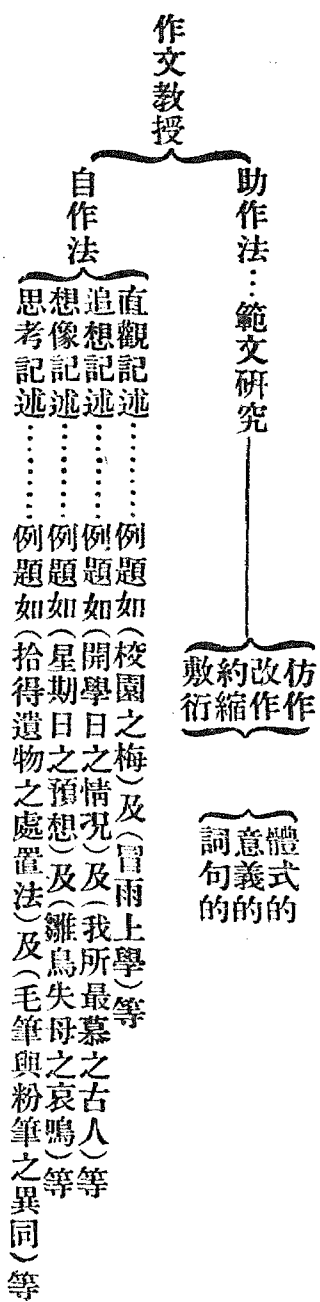 作文教授
助作法…範文研究
仿作
改作
約縮
敷衍
體式的
意義的
詞句的
自作法
直觀記述………例題如(校園之梅)及(冒雨上學)等
追想記述………例題如(開學日之情況)及(我所最慕之古人)等
想像記述………例題如(星期日之預想)及(雛鳥失母之哀鳴)等
思考記述………例題如(拾得遺物之處置法)及(毛筆與粉筆之異同)等